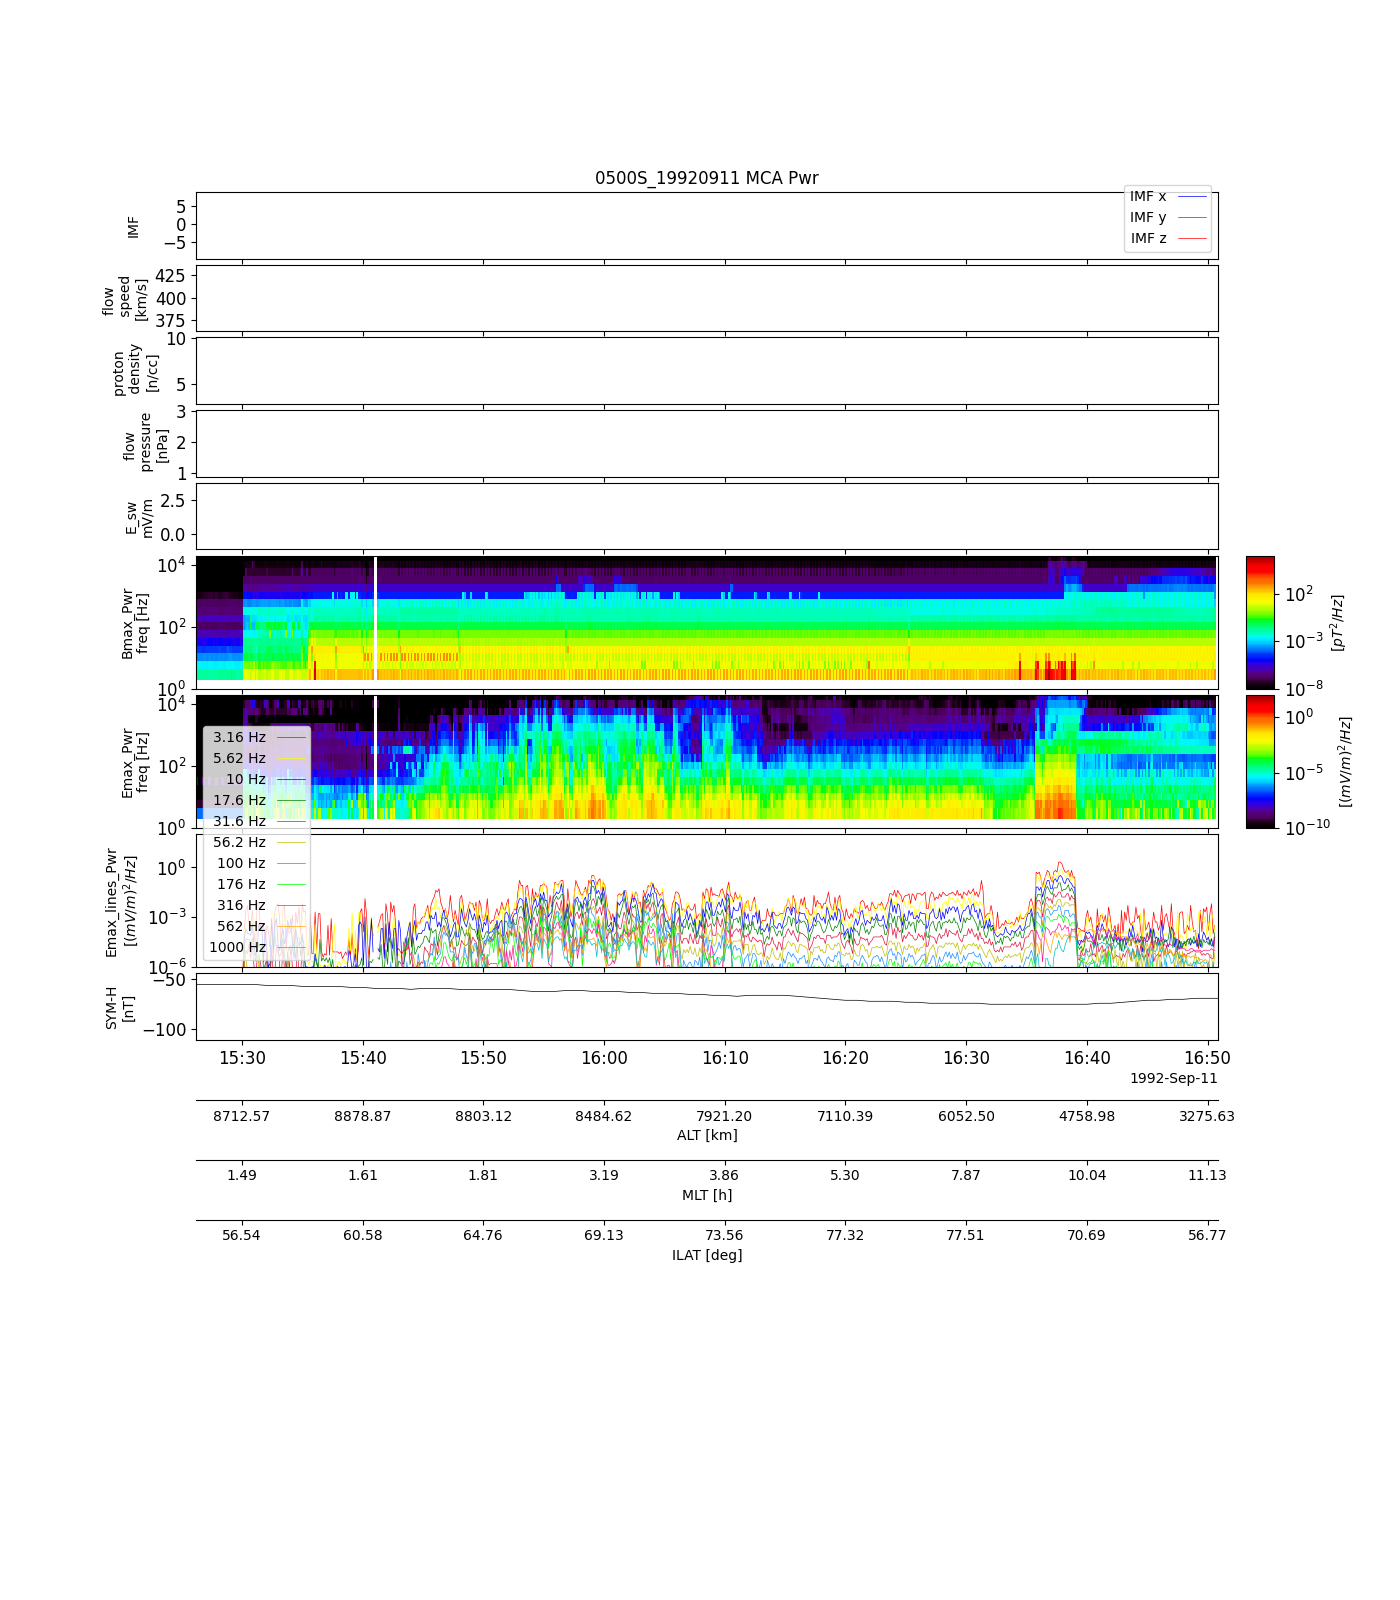 0500S_19920911 MCA Pwr
5
0
−5
IMF
IMF x
IMF y
IMF z
425
400
375
flow
speed
[km/s]
10
5
proton
density
[n/cc]
3
2
1
flow
pressure
[nPa]
2.5
0.0
E_sw
mV/m
10^4
10^2
10^0
Bmax_Pwr
freq [Hz]
10^2
10^−3
10^−8
[pT^2/Hz]
10^4
10^2
10^0
Emax_Pwr
freq [Hz]
10^0
10^−5
10^−10
[(mV/m)^2/Hz]
3.16 Hz
5.62 Hz
10 Hz
17.6 Hz
31.6 Hz
56.2 Hz
100 Hz
176 Hz
316 Hz
562 Hz
1000 Hz
10^0
10^−3
10^−6
Emax_lines_Pwr
[(mV/m)^2/Hz]
−50
−100
SYM-H
[nT]
15:30 15:40 15:50 16:00 16:10 16:20 16:30 16:40 16:50
1992-Sep-11
8712.57 8878.87 8803.12 8484.62 7921.20 7110.39 6052.50 4758.98 3275.63
ALT [km]
1.49 1.61 1.81 3.19 3.86 5.30 7.87 10.04 11.13
MLT [h]
56.54 60.58 64.76 69.13 73.56 77.32 77.51 70.69 56.77
ILAT [deg]